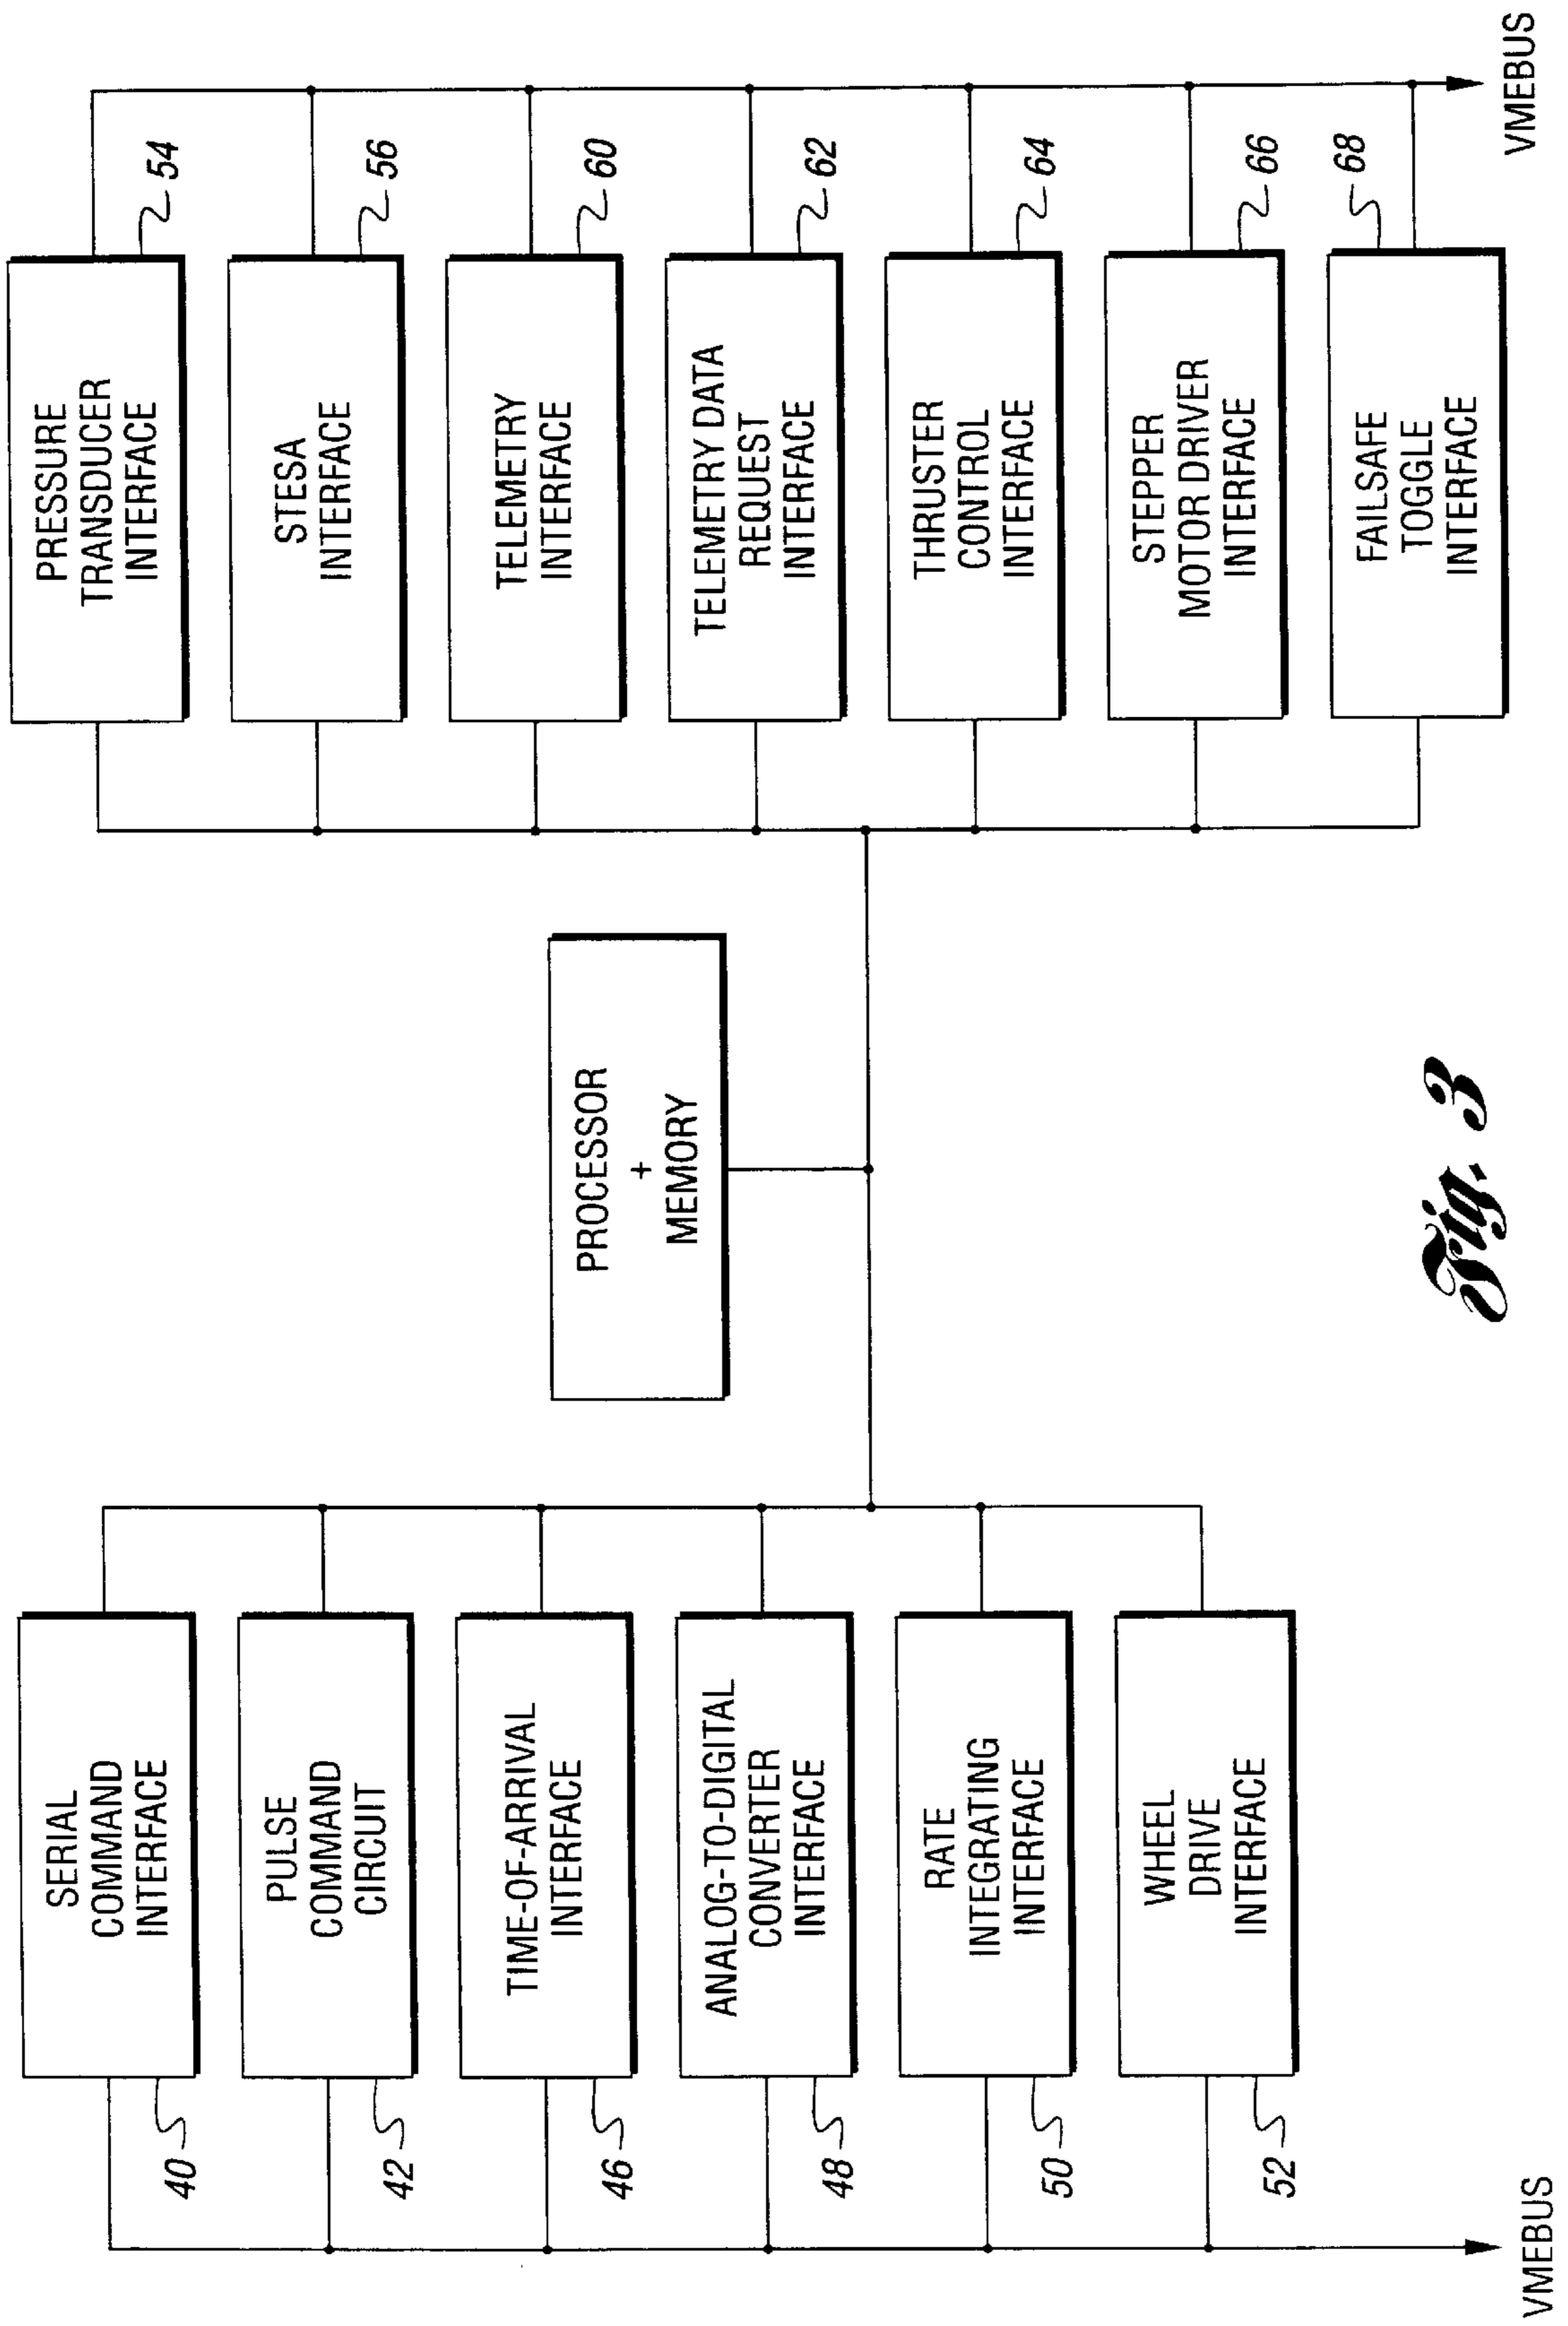 SERIAL
COMMAND
INTERFACE
40
PULSE
COMMAND
CIRCUIT
42
TIME-OF-ARRIVAL
INTERFACE
46
ANALOG-TO-DIGITAL
CONVERTER
INTERFACE
48
RATE
INTEGRATING
INTERFACE
50
WHEEL
DRIVE
INTERFACE
52
VMEBUS
PROCESSOR
+
MEMORY
PRESSURE
TRANSDUCER
INTERFACE
54
STESA
INTERFACE
56
TELEMETRY
INTERFACE
60
TELEMETRY DATA
REQUEST
INTERFACE
62
THRUSTER
CONTROL
INTERFACE
64
STEPPER
MOTOR DRIVER
INTERFACE
66
FAILSAFE
TOGGLE
INTERFACE
68
VMEBUS
Fig. 3